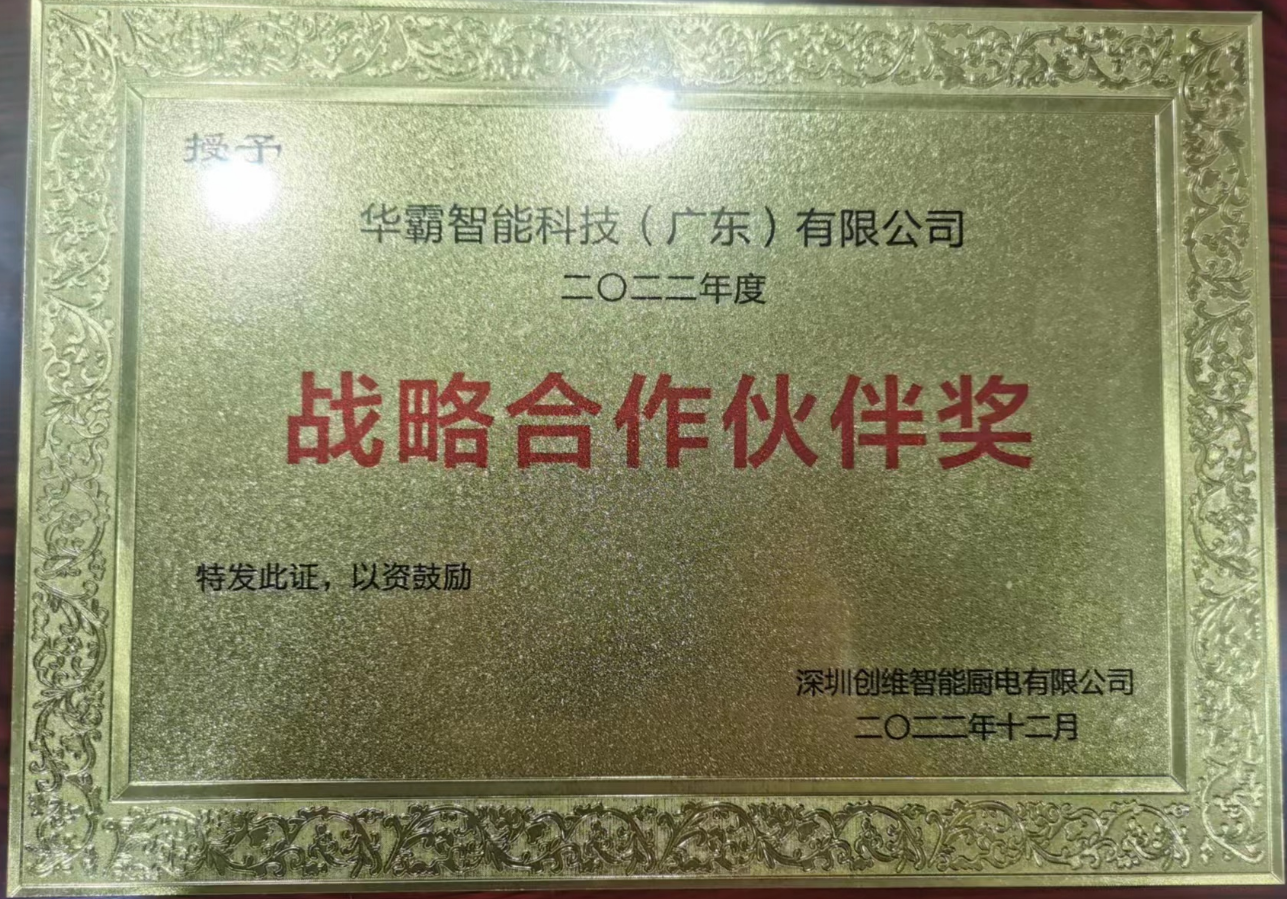 授予
华霸智能科技（广东）有限公司
二〇二二年度
战略合作伙伴奖
特发此证，以资鼓励
深圳创维智能厨电有限公司
二〇二二年十二月